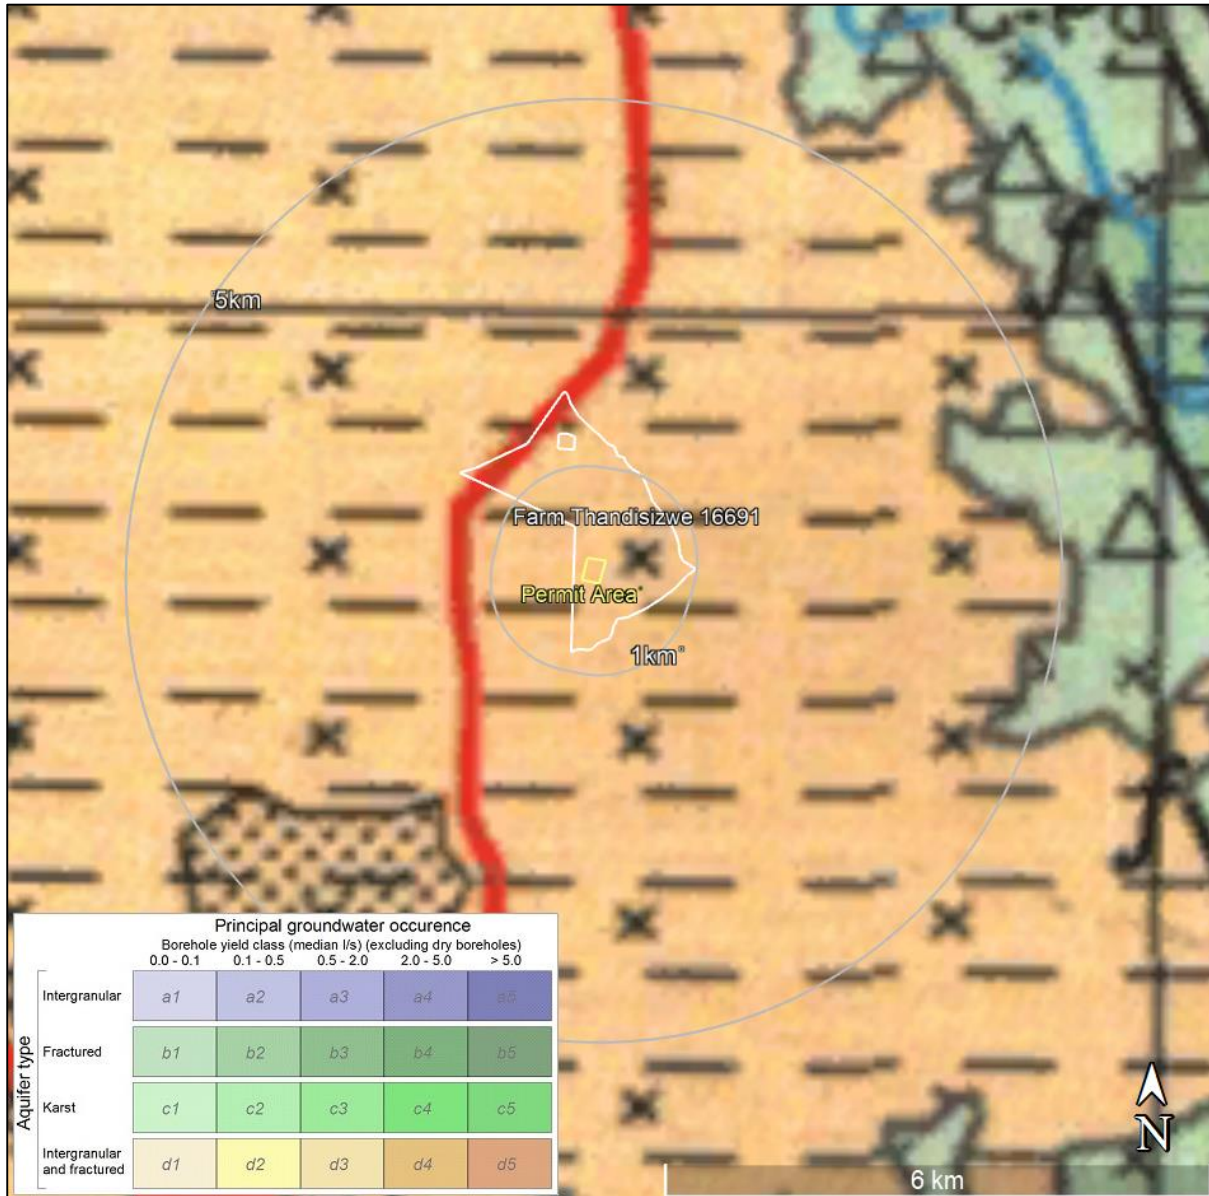 5km
Farm Thandisizwe 16691
Permit Area
1km
Principal groundwater occurence
Borehole yield class (median l/s) (excluding dry boreholes)
0.0 - 0.1 0.1 - 0.5 0.5 - 2.0 2.0 - 5.0 > 5.0
Aquifer type
Intergranular a1 a2 a3 a4 a5
Fractured b1 b2 b3 b4 b5
Karst c1 c2 c3 c4 c5
Intergranular
and fractured d1 d2 d3 d4 d5
N
6 km